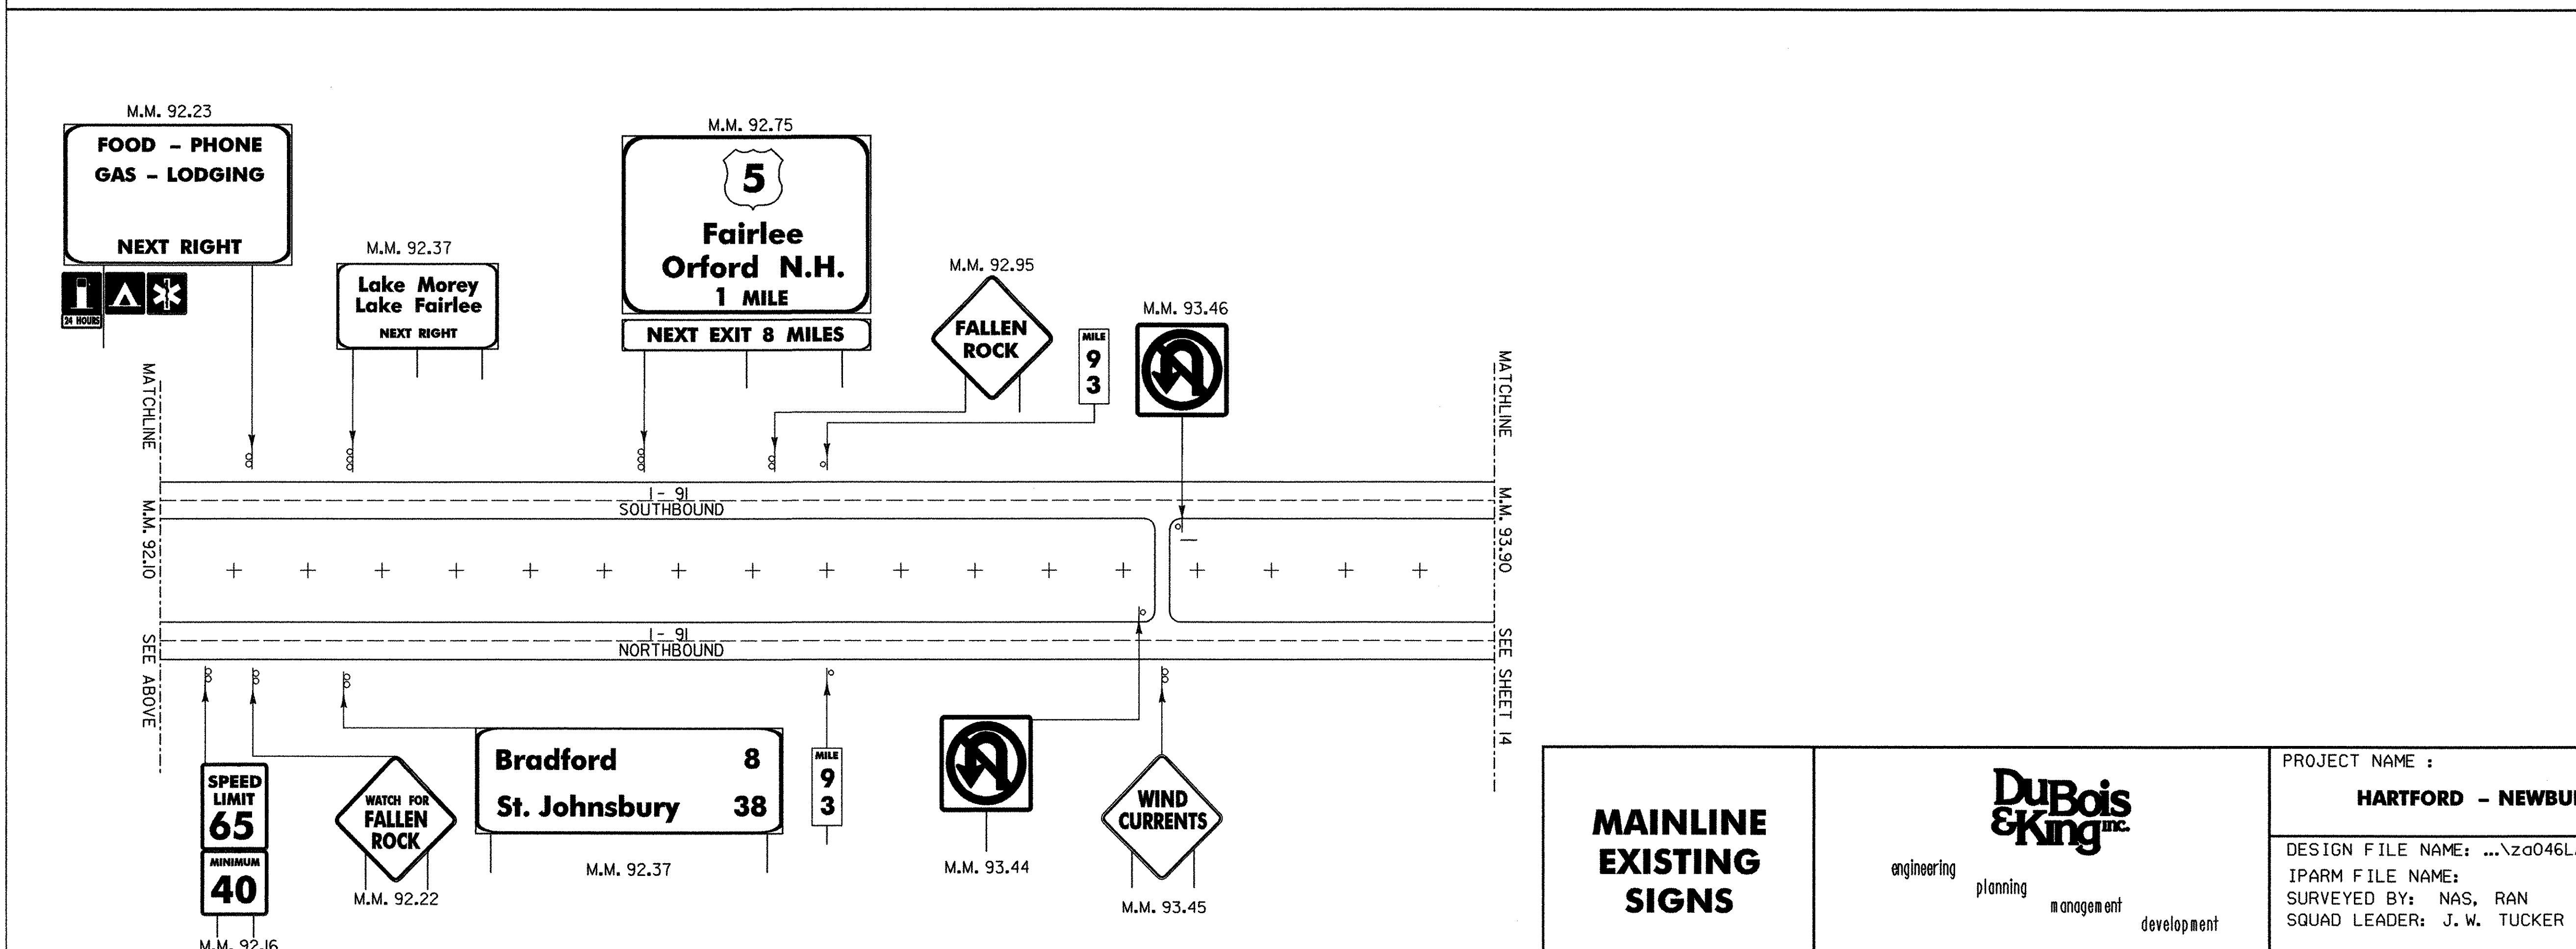 M.M. 92.23
FOOD – PHONE
GAS – LODGING
NEXT RIGHT
24 HOURS
M.M. 92.37
Lake Morey
Lake Fairlee
NEXT RIGHT
M.M. 92.75
5
Fairlee
Orford N.H.
1 MILE
NEXT EXIT 8 MILES
M.M. 92.95
FALLEN
ROCK
MILE
9
3
M.M. 93.46
MATCHLINE
M.M. 92.10
SEE ABOVE
I - 91
SOUTHBOUND
I - 91
NORTHBOUND
MATCHLINE
M.M. 93.90
SEE SHEET 14
SPEED
LIMIT
65
MINIMUM
40
M.M. 92.16
WATCH FOR
FALLEN
ROCK
M.M. 92.22
Bradford 8
St. Johnsbury 38
M.M. 92.37
MILE
9
3
M.M. 93.44
WIND
CURRENTS
M.M. 93.45
MAINLINE
EXISTING
SIGNS
DuBois
&King inc.
engineering
planning
management
development
PROJECT NAME :
HARTFORD – NEWBU
DESIGN FILE NAME: ...\za046L
IPARM FILE NAME:
SURVEYED BY: NAS, RAN
SQUAD LEADER: J.W. TUCKER